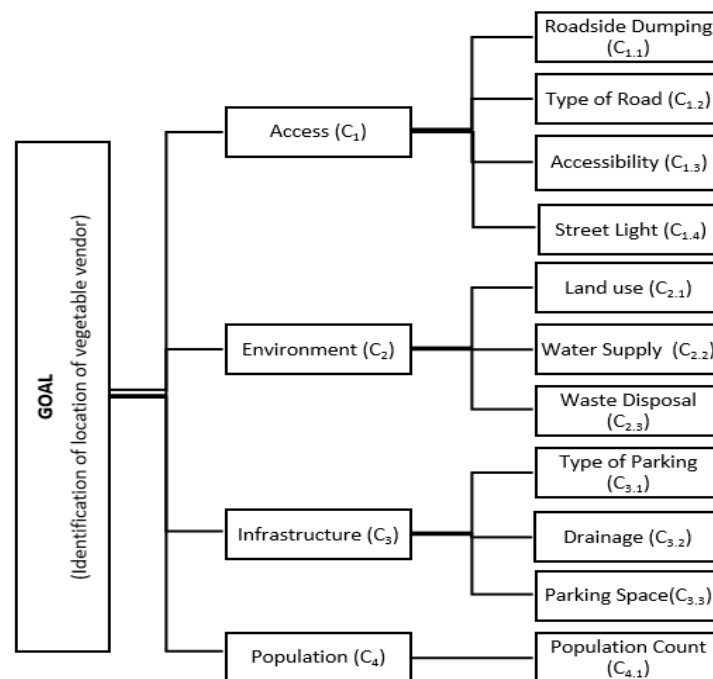 GOAL
(Identification of location of vegetable vendor)
Access (C₁)
Roadside Dumping
(C₁.₁)
Type of Road (C₁.₂)
Accessibility (C₁.₃)
Street Light (C₁.₄)
Environment (C₂)
Land use (C₂.₁)
Water Supply (C₂.₂)
Waste Disposal
(C₂.₃)
Infrastructure (C₃)
Type of Parking
(C₃.₁)
Drainage (C₃.₂)
Parking Space(C₃.₃)
Population (C₄)
Population Count
(C₄.₁)